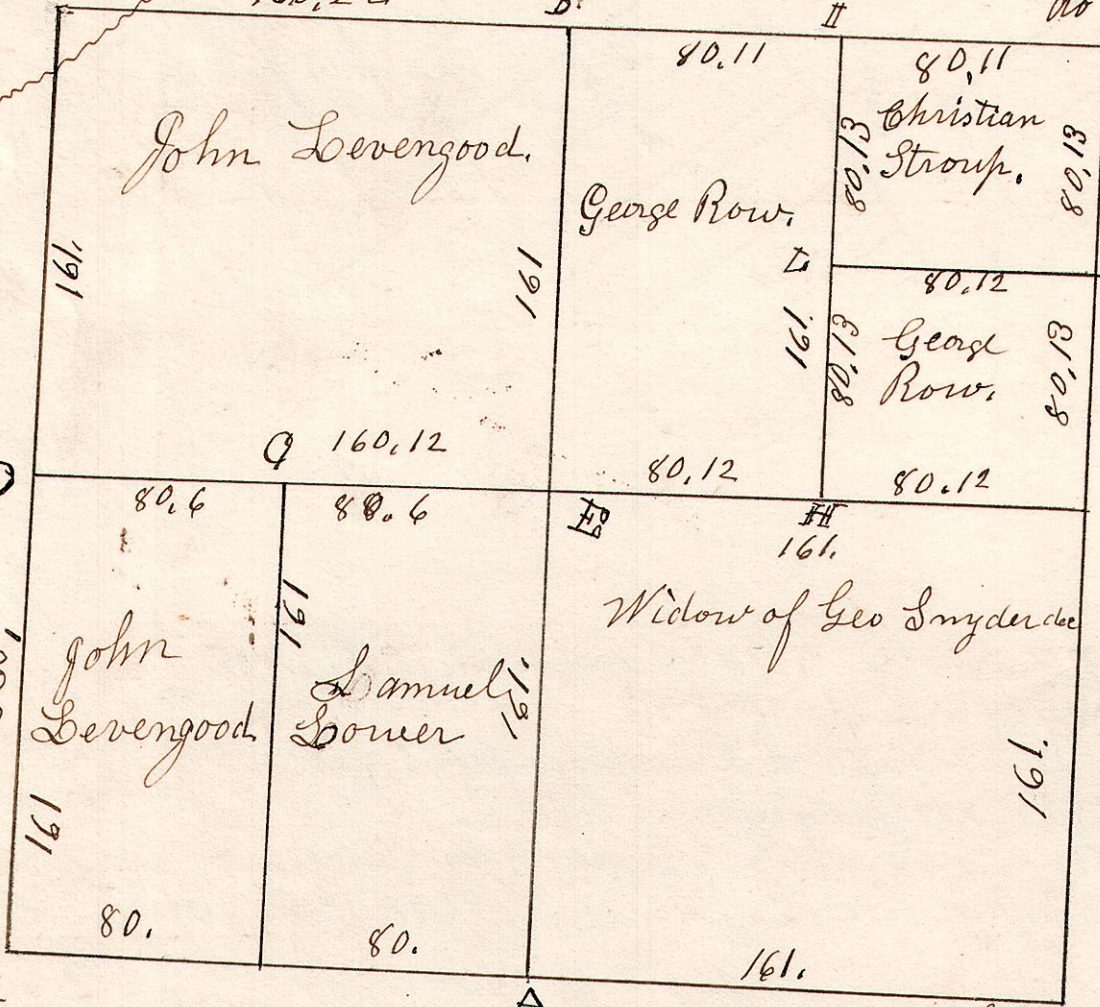 80,11
80,11
John Levengood.
Christian
Stroup.
80,13
80,13
George Row.
161
161
161
80,12
George
Row.
80,13
80,13
160,12
80,12
80.12
80,6
80.6
161.
Widow of Geo Snyder dec
161
John
Levengood
Samuel
Lower
161
161
161
80.
80.
161.